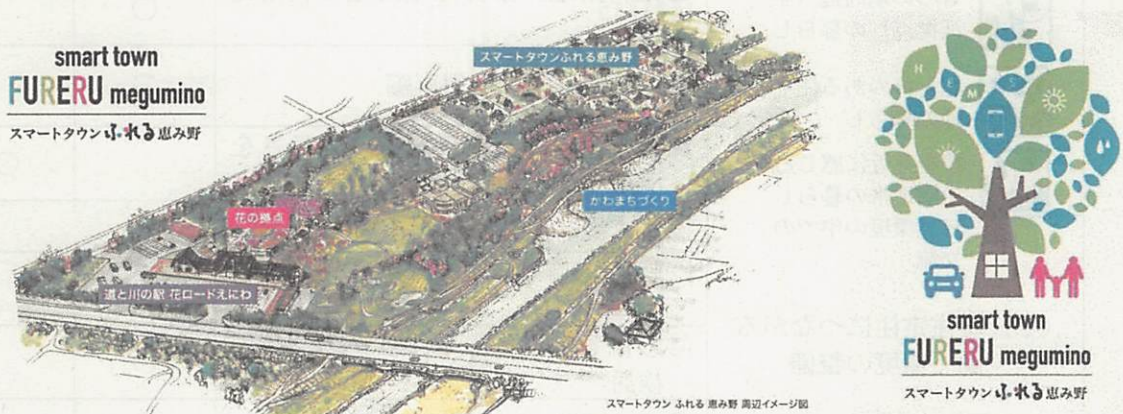 smart town
FURERU megumino
スマートタウンふれる恵み野
スマートタウンふれる恵み野
かわまちづくり
花の拠点
道と川の駅 花ロードえにわ
スマートタウン ふれる 恵み野 周辺イメージ図
H E M S
smart town
FURERU megumino
スマートタウンふれる恵み野